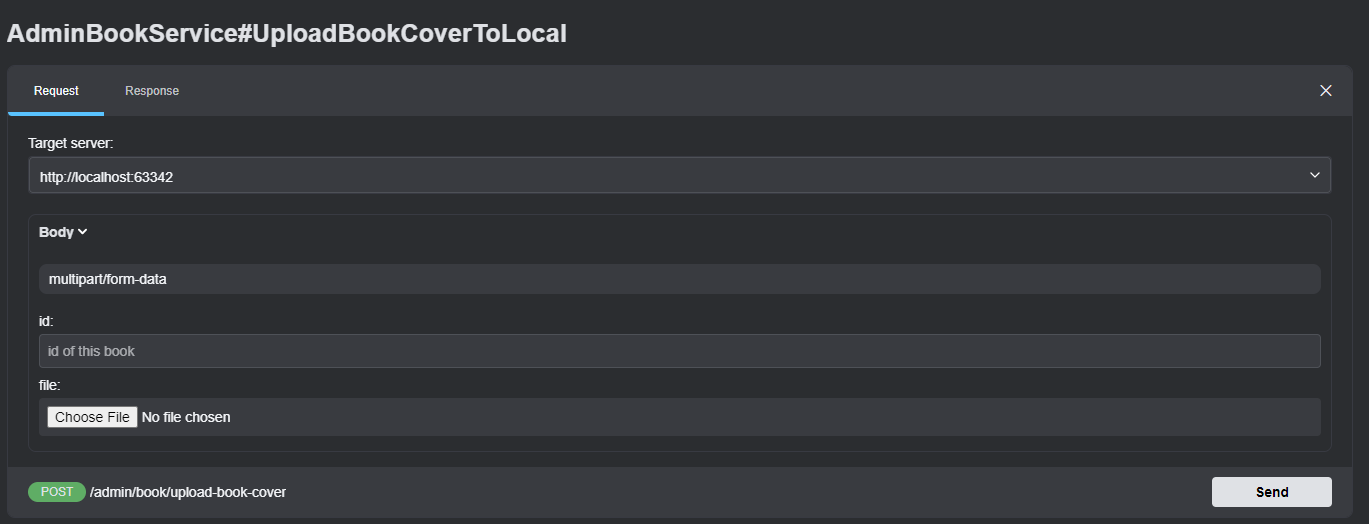 AdminBookService#UploadBookCoverToLocal
Request Response
Target server:
http://localhost:63342
Body
multipart/form-data
id:
id of this book
file:
Choose File No file chosen
POST /admin/book/upload-book-cover Send